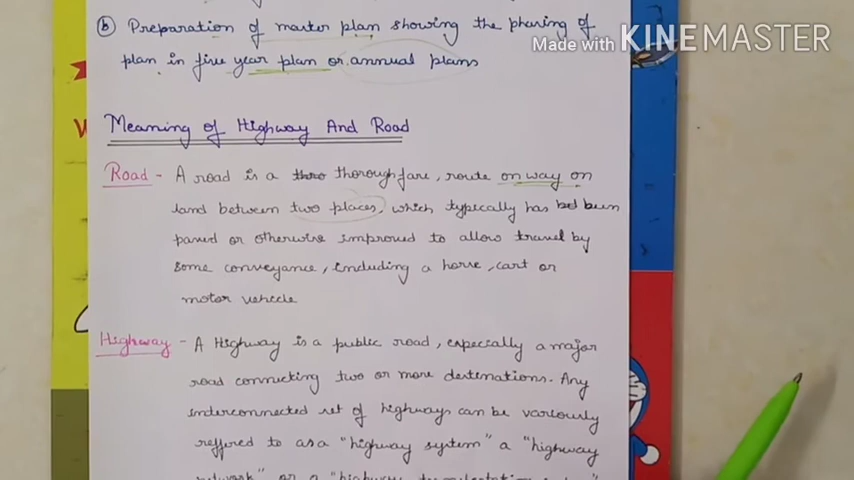 (b) Preparation of master plan showing the phasing of
plan in five year plan or annual plans
Made with KINEMASTER
Meaning of Highway And Road
Road - A road is a thoroughfare, route on way on
land between two places, which typically has been
paved or otherwise improved to allow travel by
some conveyance, including a horse, cart or
motor vehicle
Highway - A Highway is a public road, especially a major
road connecting two or more destinations. Any
interconnected set of highways can be variously
reffered to as a "highway system" a "highway
network" or a "highway